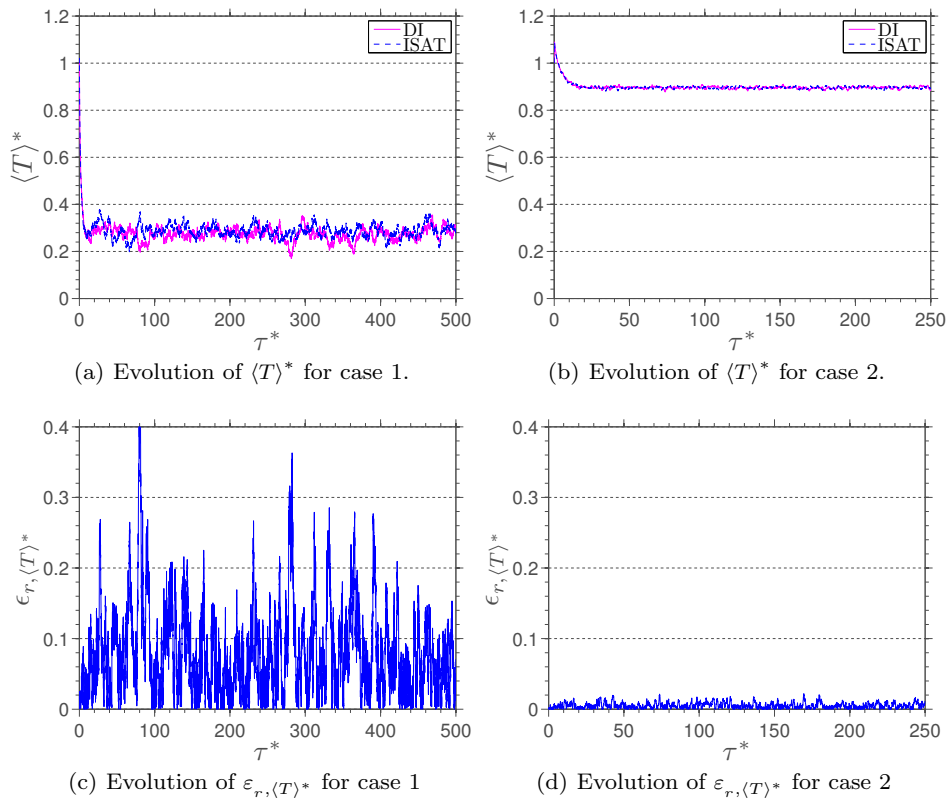 1.2
1
0.8
0.6
0.4
0.2
0
0 100 200 300 400 500
⟨T⟩*
τ*
DI
ISAT
(a) Evolution of ⟨T⟩* for case 1.
1.2
1
0.8
0.6
0.4
0.2
0
0 50 100 150 200 250
⟨T⟩*
τ*
DI
ISAT
(b) Evolution of ⟨T⟩* for case 2.
0.4
0.3
0.2
0.1
0
0 100 200 300 400 500
ϵr,⟨T⟩*
τ*
(c) Evolution of εr,⟨T⟩* for case 1
0.4
0.3
0.2
0.1
0
0 50 100 150 200 250
ϵr,⟨T⟩*
τ*
(d) Evolution of εr,⟨T⟩* for case 2